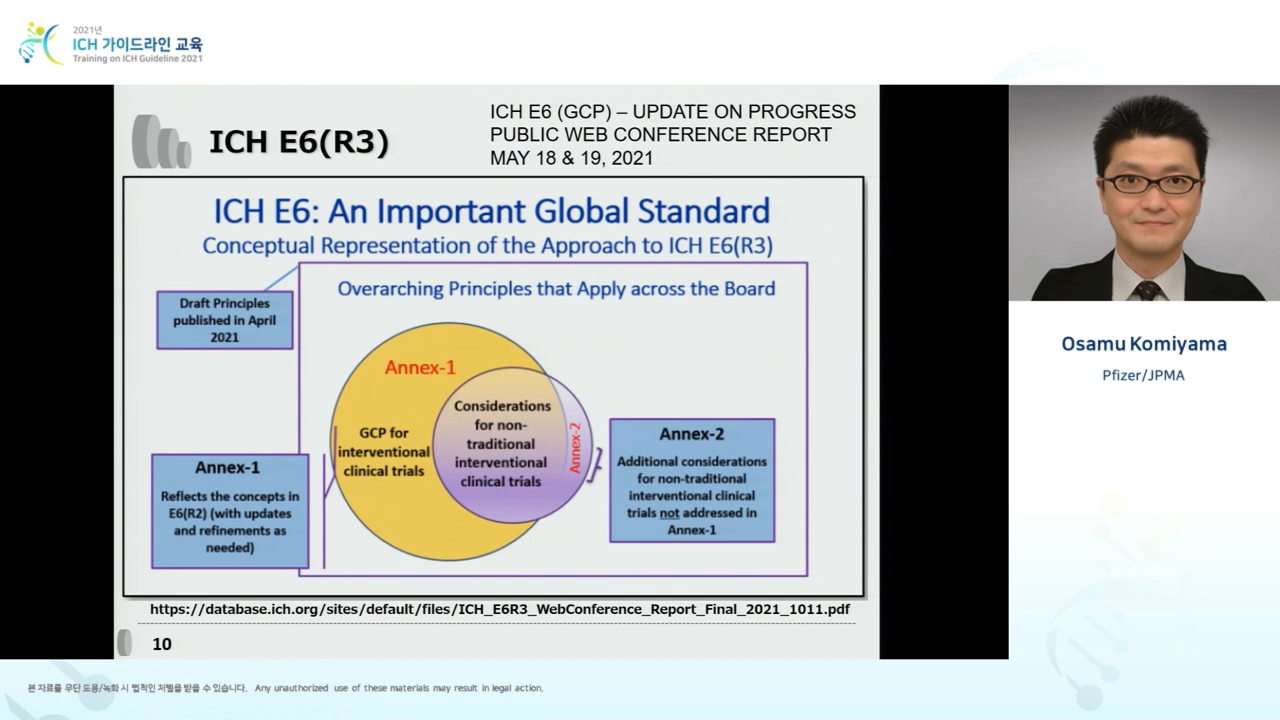 2021년
ICH 가이드라인 교육
Training on ICH Guideline 2021
ICH E6(R3)
ICH E6 (GCP) – UPDATE ON PROGRESS
PUBLIC WEB CONFERENCE REPORT
MAY 18 & 19, 2021
ICH E6: An Important Global Standard
Conceptual Representation of the Approach to ICH E6(R3)
Overarching Principles that Apply across the Board
Draft Principles
published in April
2021
Annex-1
GCP for
interventional
clinical trials
Considerations
for non-
traditional
interventional
clinical trials
Annex-2
Annex-1
Reflects the concepts in
E6(R2) (with updates
and refinements as
needed)
Annex-2
Additional considerations
for non-traditional
interventional clinical
trials not addressed in
Annex-1
https://database.ich.org/sites/default/files/ICH_E6R3_WebConference_Report_Final_2021_1011.pdf
10
Osamu Komiyama
Pfizer/JPMA
본 자료를 무단 도용/녹화 시 법적인 처벌을 받을 수 있습니다. Any unauthorized use of these materials may result in legal action.